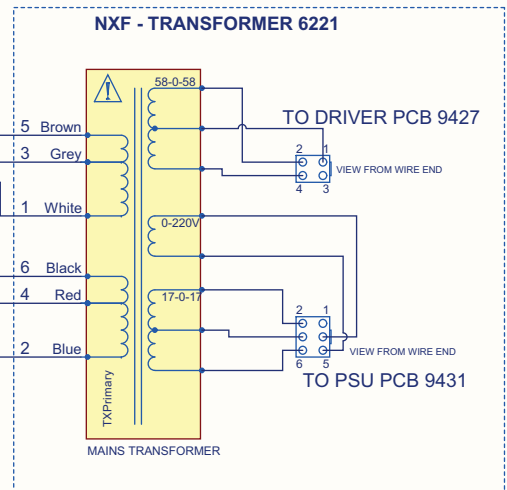 NXF - TRANSFORMER 6221
58-0-58
TO DRIVER PCB 9427
5 Brown
2 1
3 Grey
VIEW FROM WIRE END
4 3
1 White
0-220V
6 Black
4 Red
17-0-17
2 1
2 Blue
VIEW FROM WIRE END
6 5
TO PSU PCB 9431
TXPrimary
MAINS TRANSFORMER